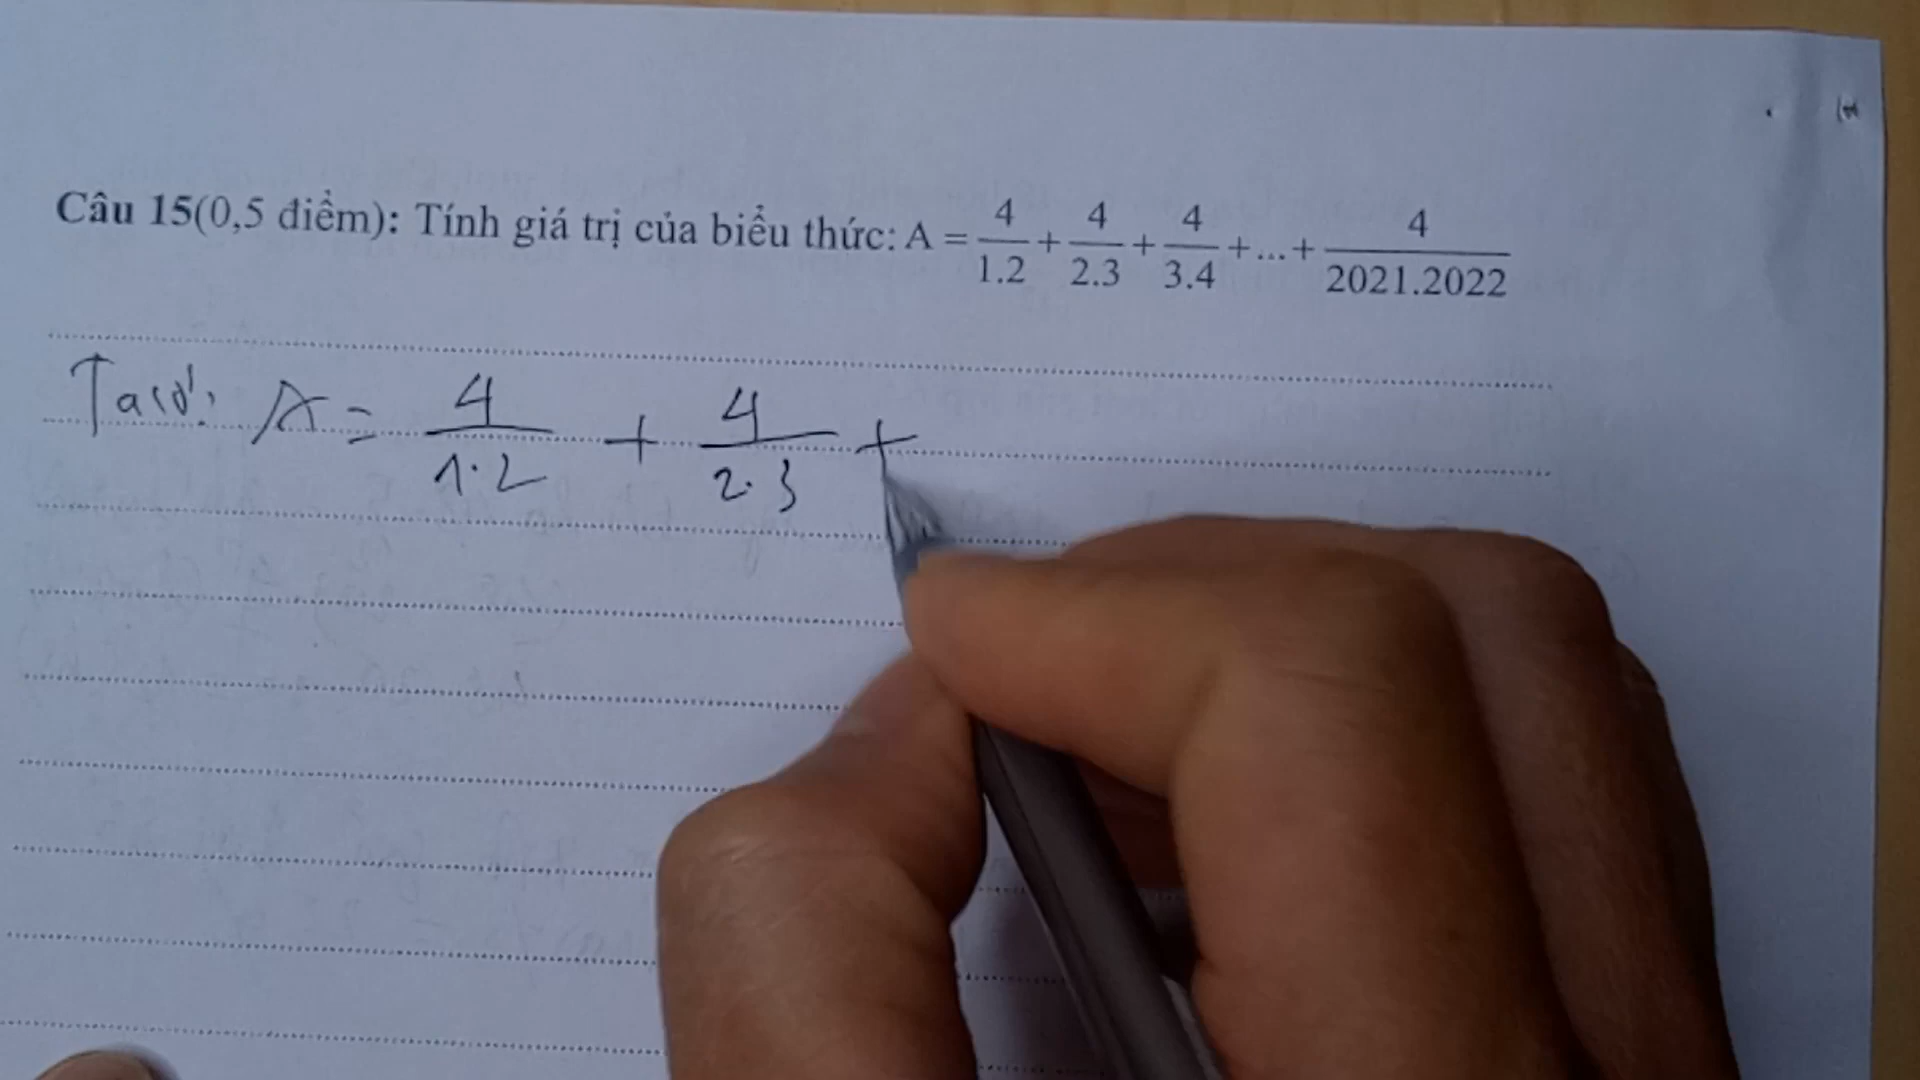 Câu 15(0,5 điểm): Tính giá trị của biểu thức: A = 4/1.2 + 4/2.3 + 4/3.4 +...+ 4/2021.2022
Ta có: A = 4/1.2 + 4/2.3 +